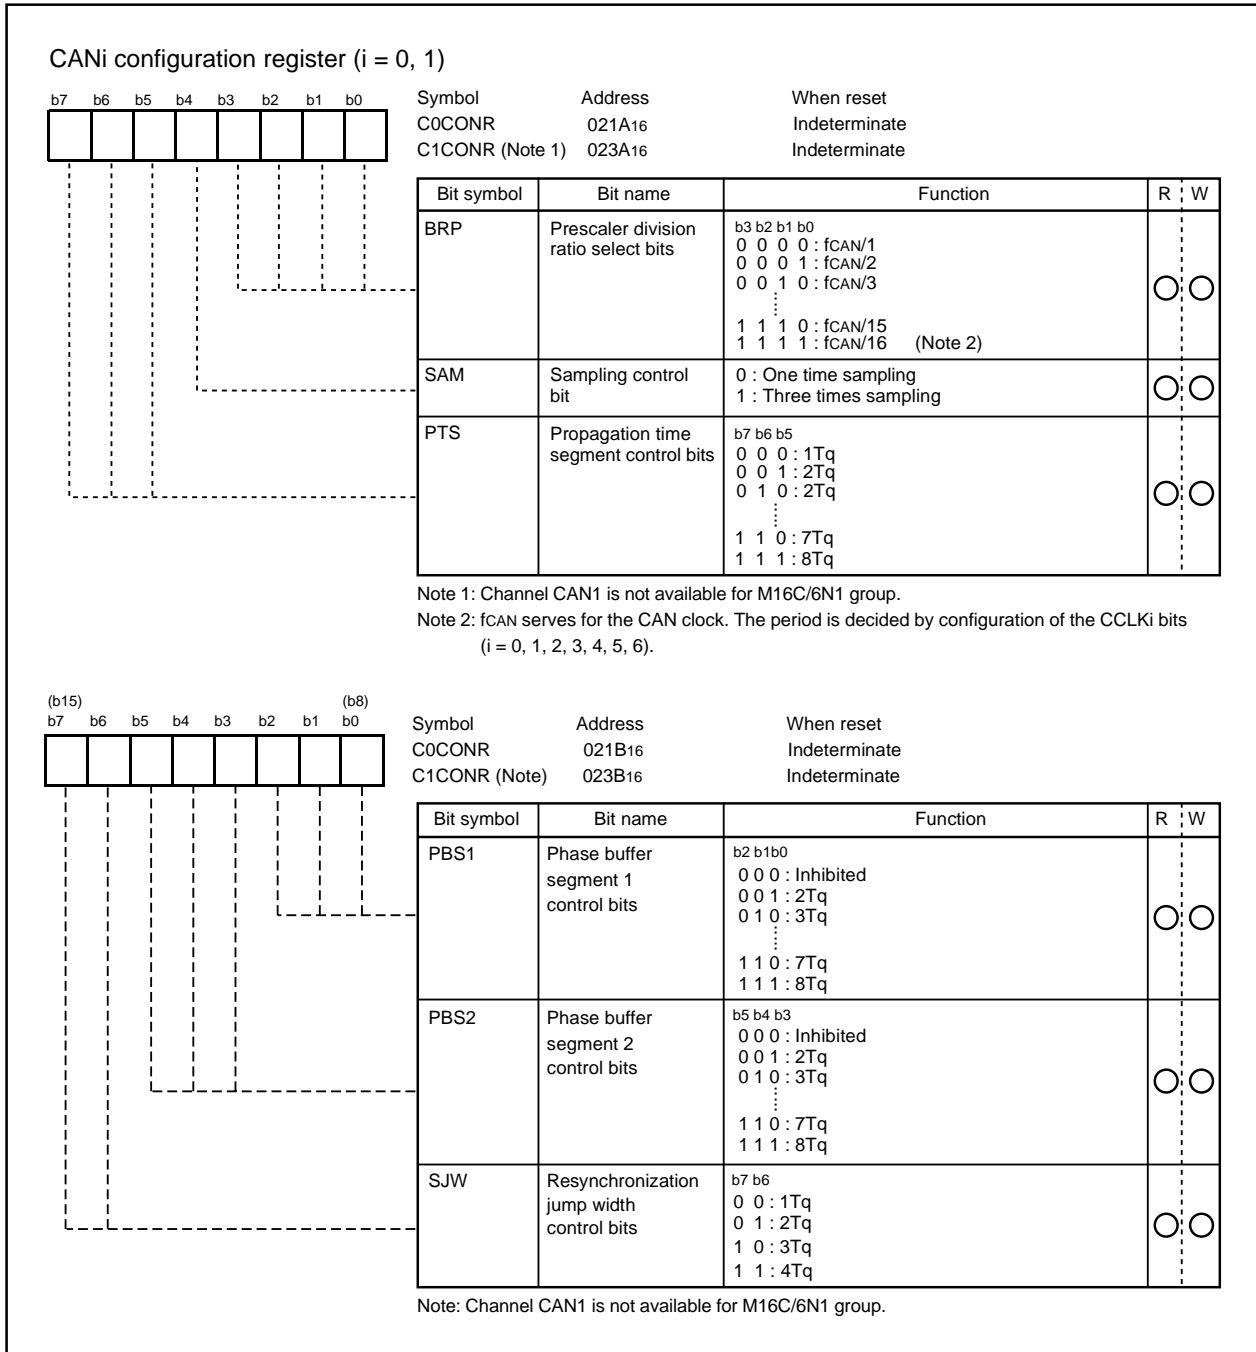 CANi configuration register (i = 0, 1)
b7 b6 b5 b4 b3 b2 b1 b0
Symbol Address When reset
C0CONR 021A16 Indeterminate
C1CONR (Note 1) 023A16 Indeterminate
Bit symbol Bit name Function R W
BRP Prescaler division ratio select bits
b3 b2 b1 b0
0 0 0 0 : fCAN/1
0 0 0 1 : fCAN/2
0 0 1 0 : fCAN/3
1 1 1 0 : fCAN/15
1 1 1 1 : fCAN/16 (Note 2)
SAM Sampling control bit
0 : One time sampling
1 : Three times sampling
PTS Propagation time segment control bits
b7 b6 b5
0 0 0 : 1Tq
0 0 1 : 2Tq
0 1 0 : 2Tq
1 1 0 : 7Tq
1 1 1 : 8Tq
Note 1: Channel CAN1 is not available for M16C/6N1 group.
Note 2: fCAN serves for the CAN clock. The period is decided by configuration of the CCLKi bits
(i = 0, 1, 2, 3, 4, 5, 6).
(b15) (b8)
b7 b6 b5 b4 b3 b2 b1 b0
Symbol Address When reset
C0CONR 021B16 Indeterminate
C1CONR (Note) 023B16 Indeterminate
Bit symbol Bit name Function R W
PBS1 Phase buffer segment 1 control bits
b2 b1b0
0 0 0 : Inhibited
0 0 1 : 2Tq
0 1 0 : 3Tq
1 1 0 : 7Tq
1 1 1 : 8Tq
PBS2 Phase buffer segment 2 control bits
b5 b4 b3
0 0 0 : Inhibited
0 0 1 : 2Tq
0 1 0 : 3Tq
1 1 0 : 7Tq
1 1 1 : 8Tq
SJW Resynchronization jump width control bits
b7 b6
0 0 : 1Tq
0 1 : 2Tq
1 0 : 3Tq
1 1 : 4Tq
Note: Channel CAN1 is not available for M16C/6N1 group.